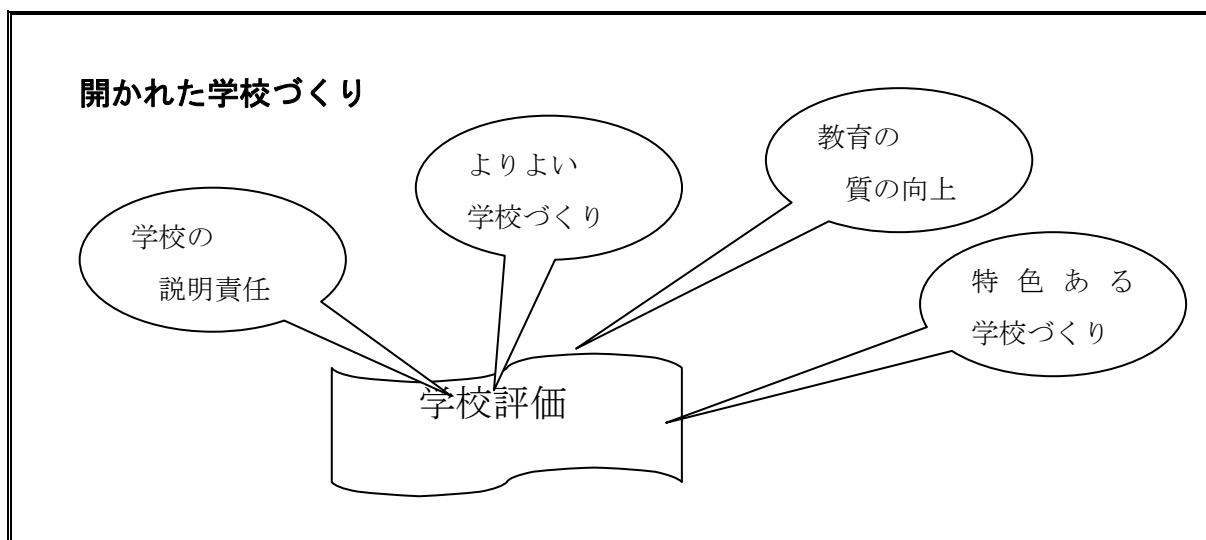 開かれた学校づくり
学校の
説明責任
よりよい
学校づくり
教育の
質の向上
特色ある
学校づくり
学校評価